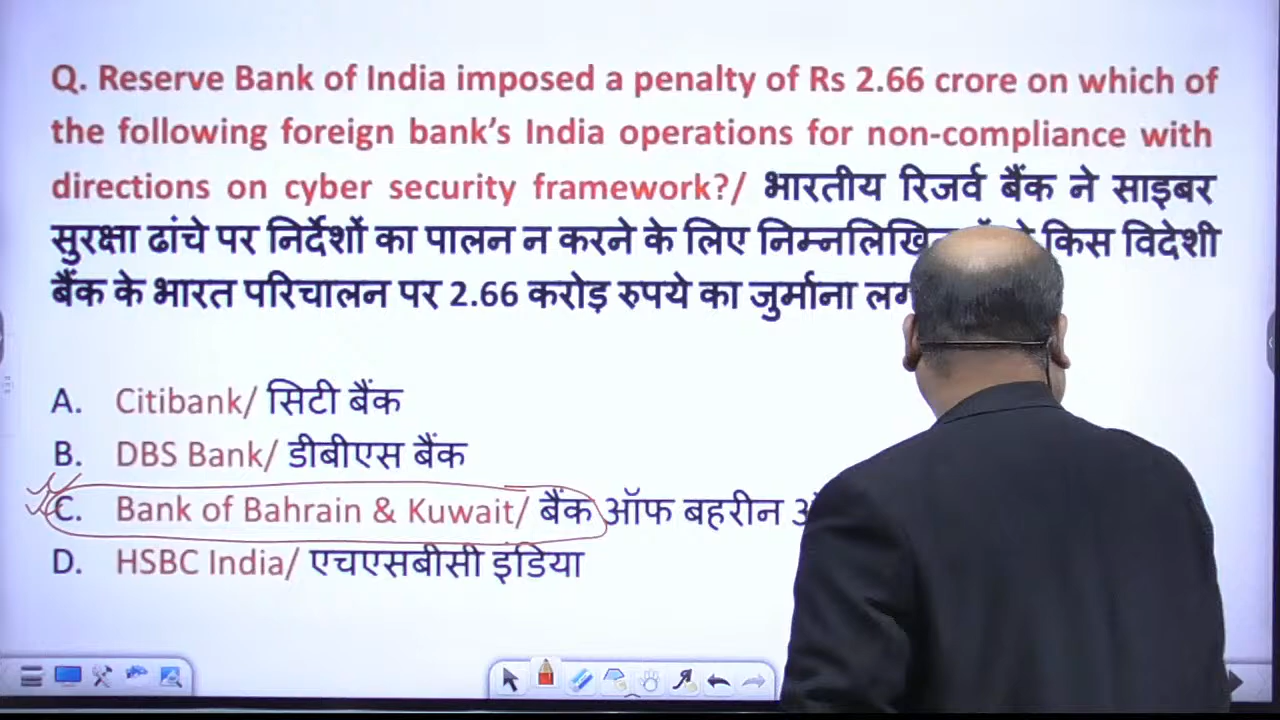 Q. Reserve Bank of India imposed a penalty of Rs 2.66 crore on which of
the following foreign bank’s India operations for non-compliance with
directions on cyber security framework?/ भारतीय रिजर्व बैंक ने साइबर
सुरक्षा ढांचे पर निर्देशों का पालन न करने के लिए किस विदेशी
बैंक के भारत परिचालन पर 2.66 करोड़ रुपये का जुर्माना
A. Citibank/ सिटी बैंक
B. DBS Bank/ डीबीएस बैंक
C. Bank of Bahrain & Kuwait/ बैंक ऑफ बहरीन
D. HSBC India/ एचएसबीसी इंडिया